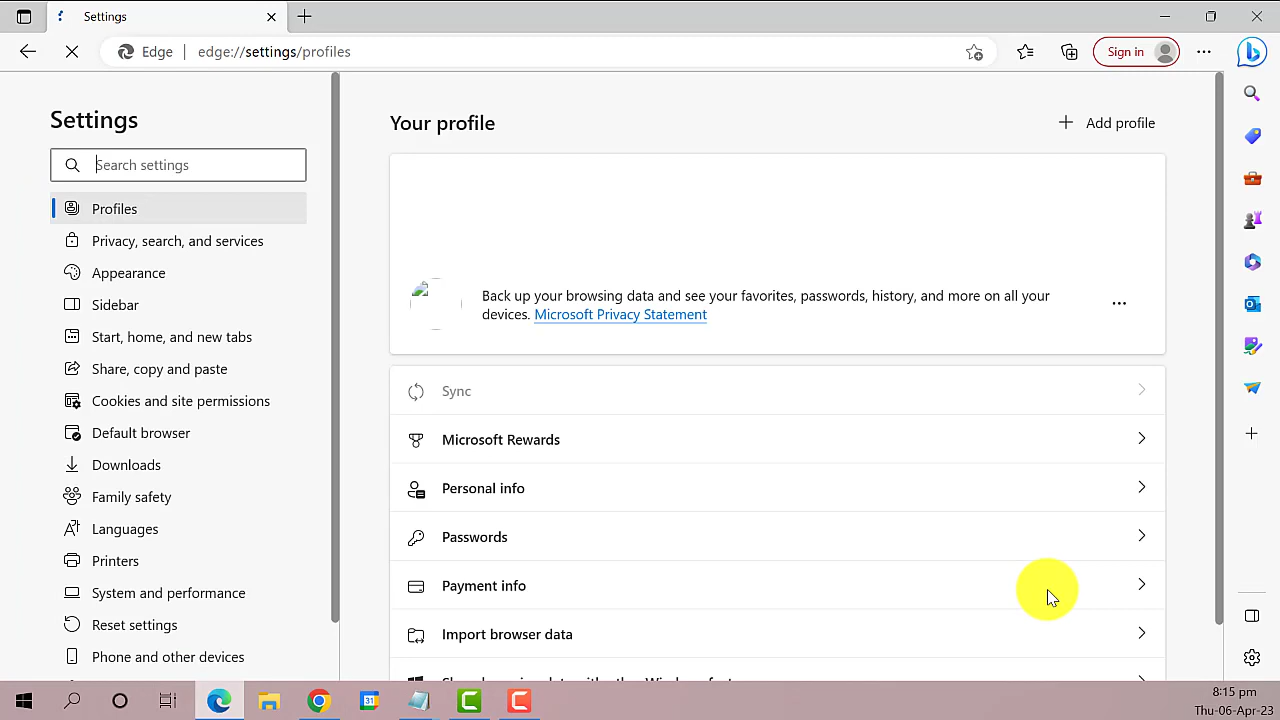 Settings
Edge
edge://settings/profiles
Sign in
Settings
Search settings
Profiles
Privacy, search, and services
Appearance
Sidebar
Start, home, and new tabs
Share, copy and paste
Cookies and site permissions
Default browser
Downloads
Family safety
Languages
Printers
System and performance
Reset settings
Phone and other devices
Your profile
Add profile
Back up your browsing data and see your favorites, passwords, history, and more on all your
devices. Microsoft Privacy Statement
Sync
Microsoft Rewards
Personal info
Passwords
Payment info
Import browser data
31
8:15 pm
Thu-06-Apr-23